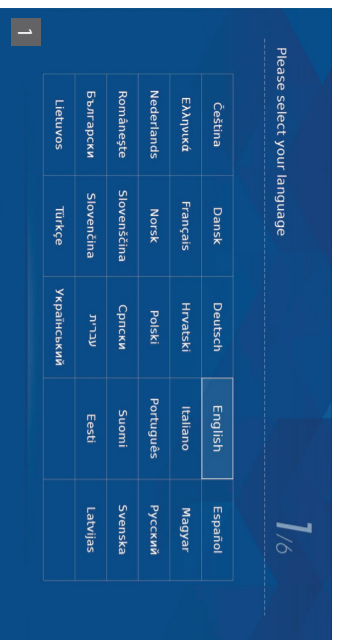 Please select your language
1/6
Čeština Dansk Deutsch English Español
Ελληνικά Français Hrvatski Italiano Magyar
Nederlands Norsk Polski Português Русский
Românește Slovenščina Српски Suomi Svenska
Български Slovenčina עברית Eesti Latvijas
Lietuvos Türkçe Український
1